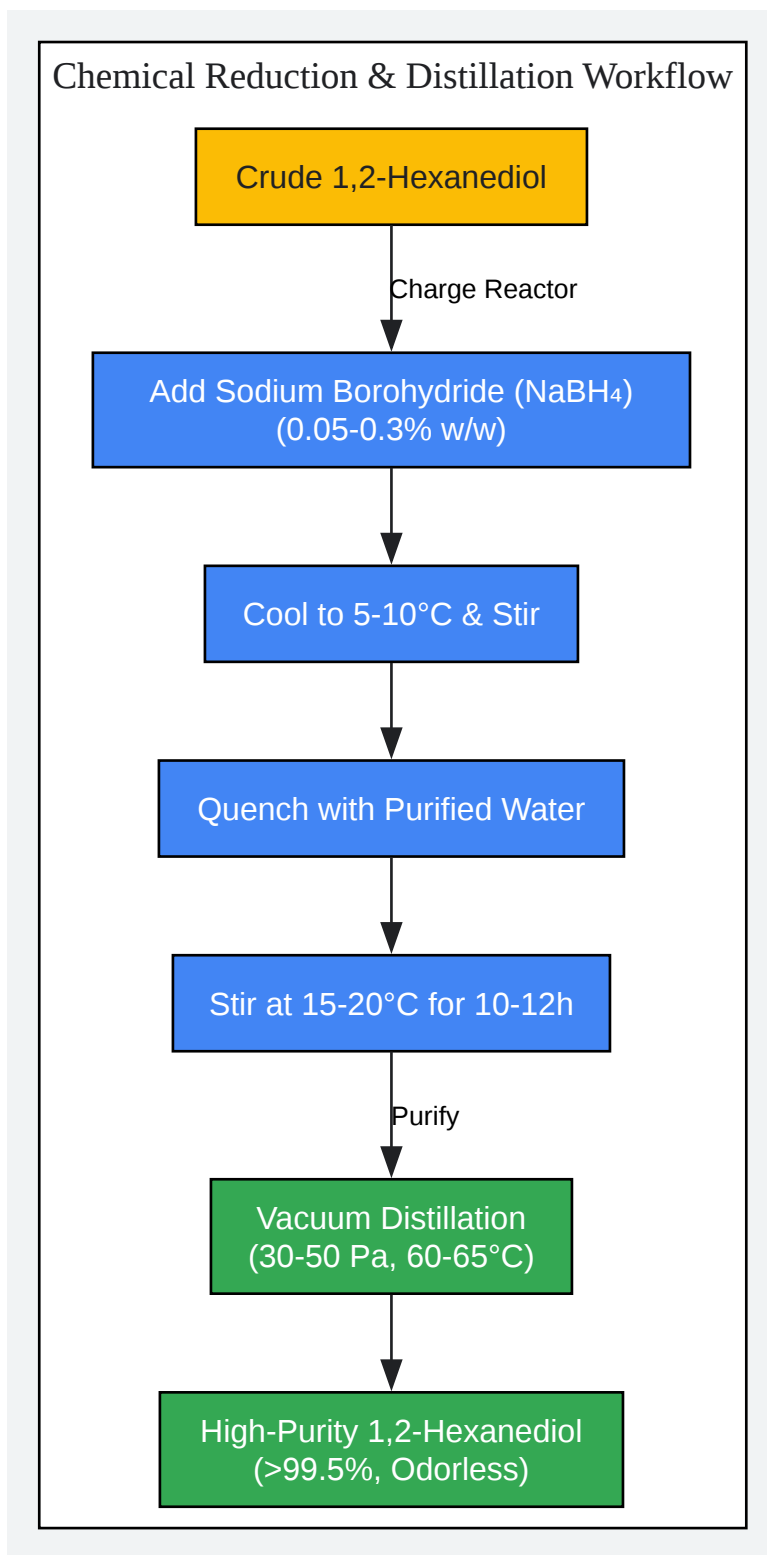 Chemical Reduction & Distillation Workflow
Crude 1,2-Hexanediol
Charge Reactor
Add Sodium Borohydride (NaBH₄)
(0.05-0.3% w/w)
Cool to 5-10°C & Stir
Quench with Purified Water
Stir at 15-20°C for 10-12h
Purify
Vacuum Distillation
(30-50 Pa, 60-65°C)
High-Purity 1,2-Hexanediol
(>99.5%, Odorless)